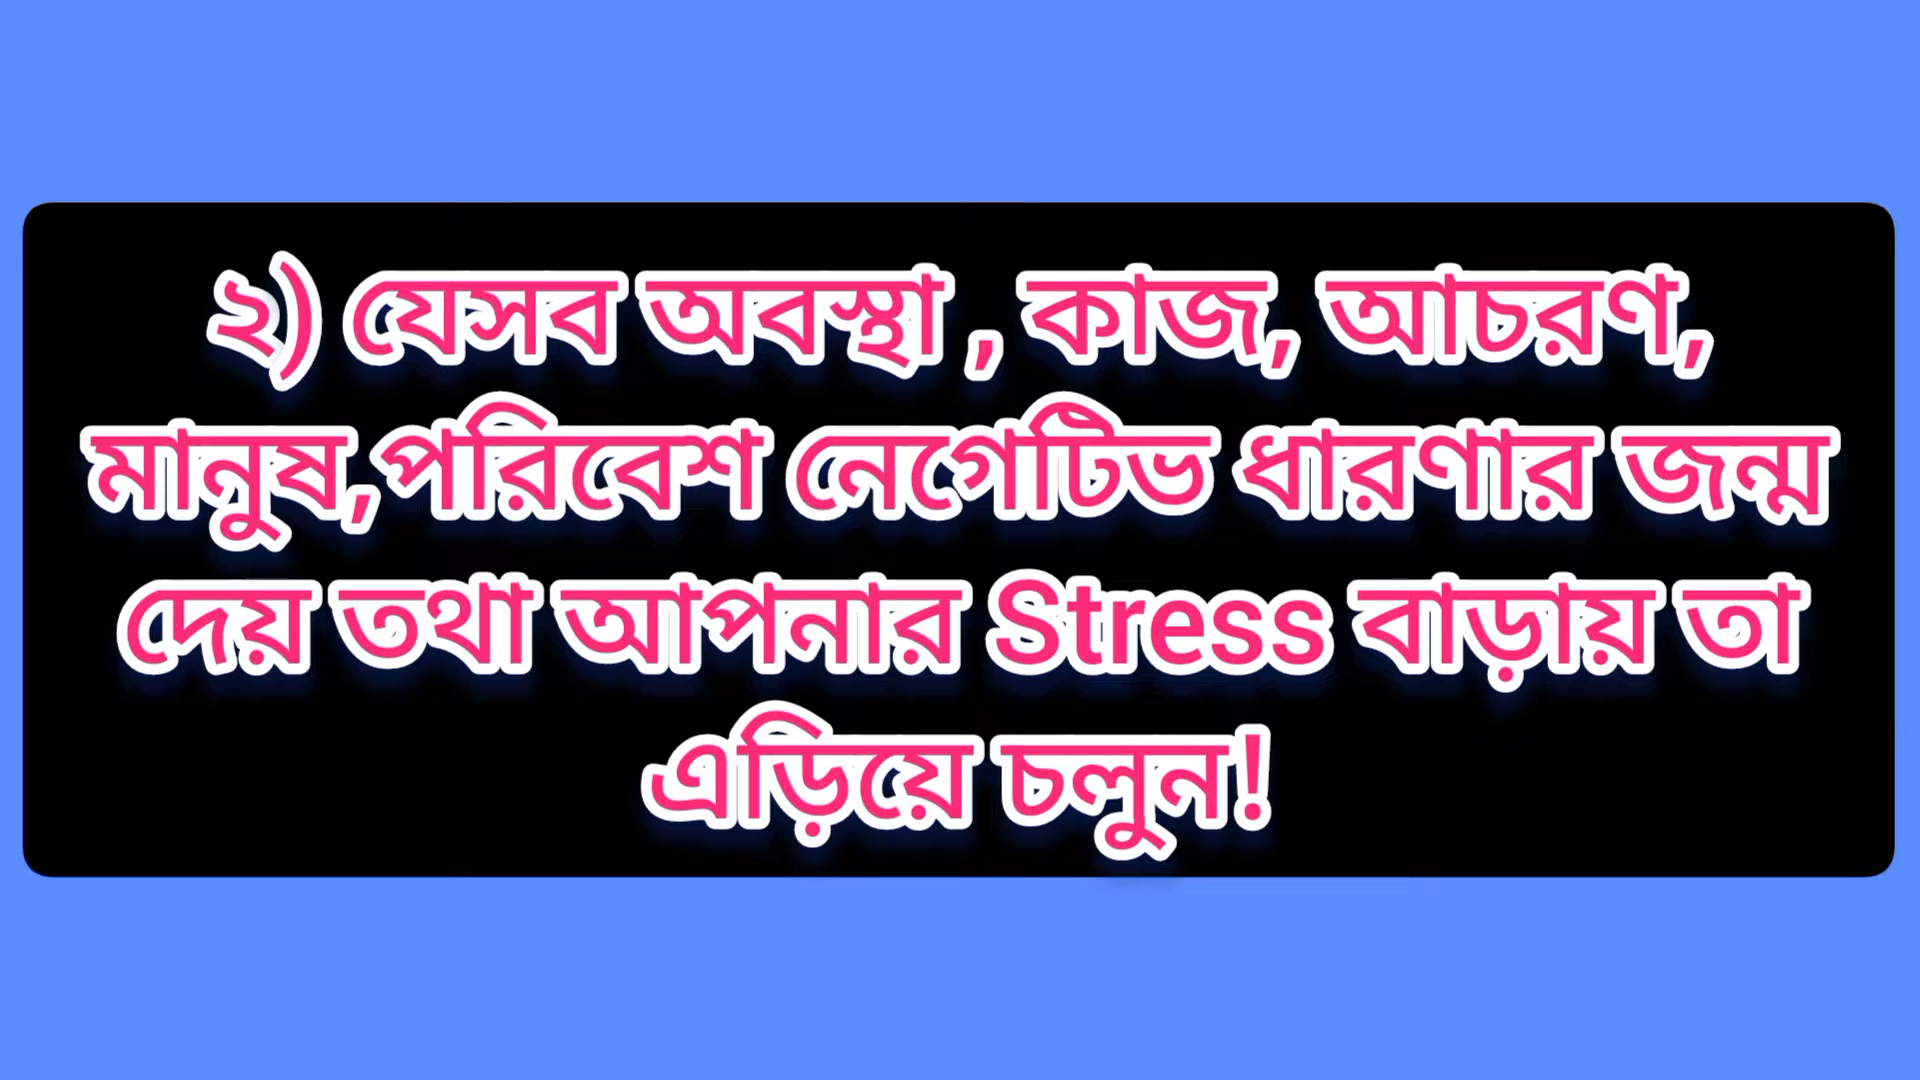 ২) যেসব অবস্থা , কাজ, আচরণ,
মানুষ,পরিবেশ নেগেটিভ ধারণার জন্ম
দেয় তথা আপনার Stress বাড়ায় তা
এড়িয়ে চলুন!